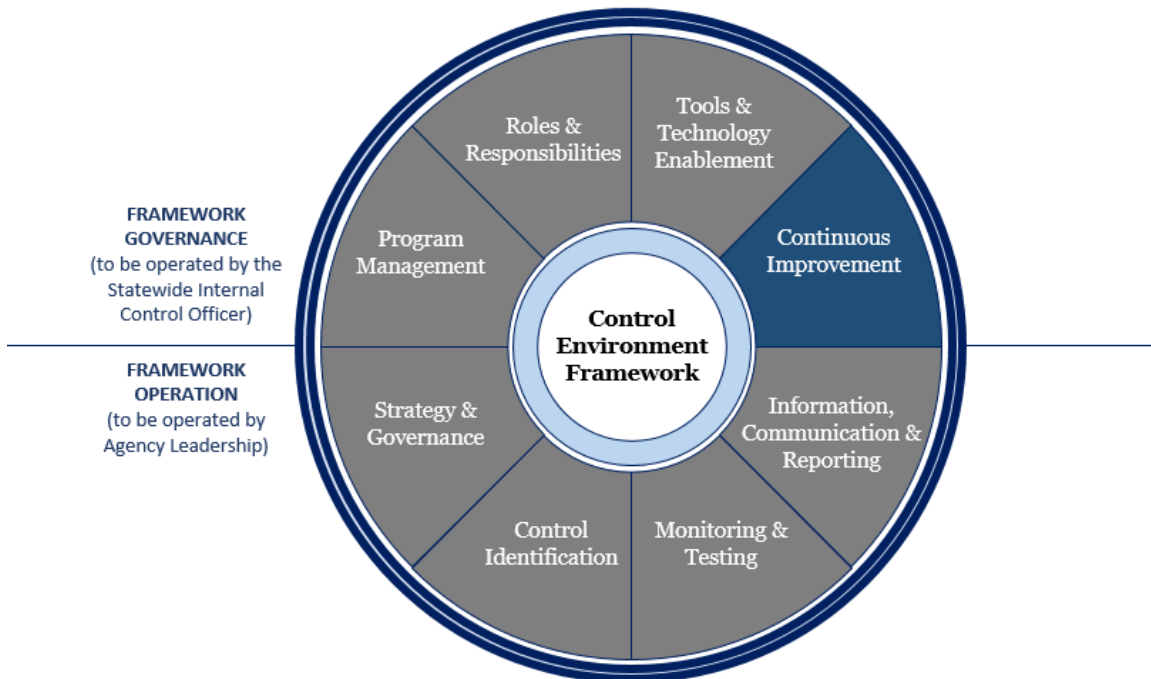 Roles &
Responsibilities
Tools &
Technology
Enablement
FRAMEWORK
GOVERNANCE
(to be operated by the
Statewide Internal
Control Officer)
Program
Management
Continuous
Improvement
Control
Environment
Framework
FRAMEWORK
OPERATION
(to be operated by
Agency Leadership)
Strategy &
Governance
Information,
Communication &
Reporting
Control
Identification
Monitoring &
Testing